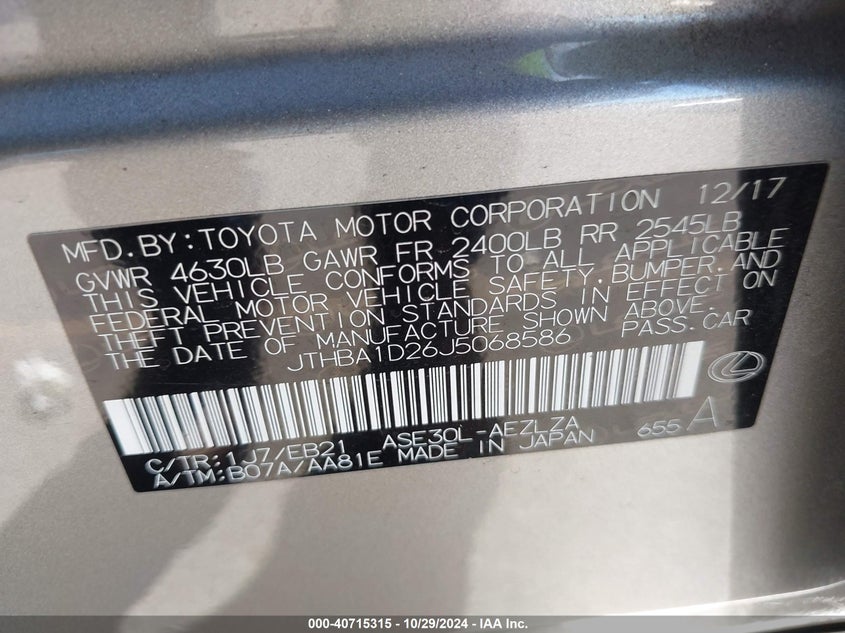 MFD.BY:TOYOTA MOTOR CORPORATION 12/17
GVWR 4630LB GAWR FR 2400LB RR 2545LB
THIS VEHICLE CONFORMS TO ALL APPLICABLE
FEDERAL MOTOR VEHICLE SAFETY,BUMPER,AND
THEFT PREVENTION STANDARDS IN EFFECT ON
THE DATE OF MANUFACTURE SHOWN ABOVE.
JTHBA1D26J5068586 PASS.CAR
C/TR:1J7/EB21 ASE30L-AEZLZA
A/TM:B07A/AA81E MADE IN JAPAN 655 A
000-40715315 - 10/29/2024 - IAA Inc.